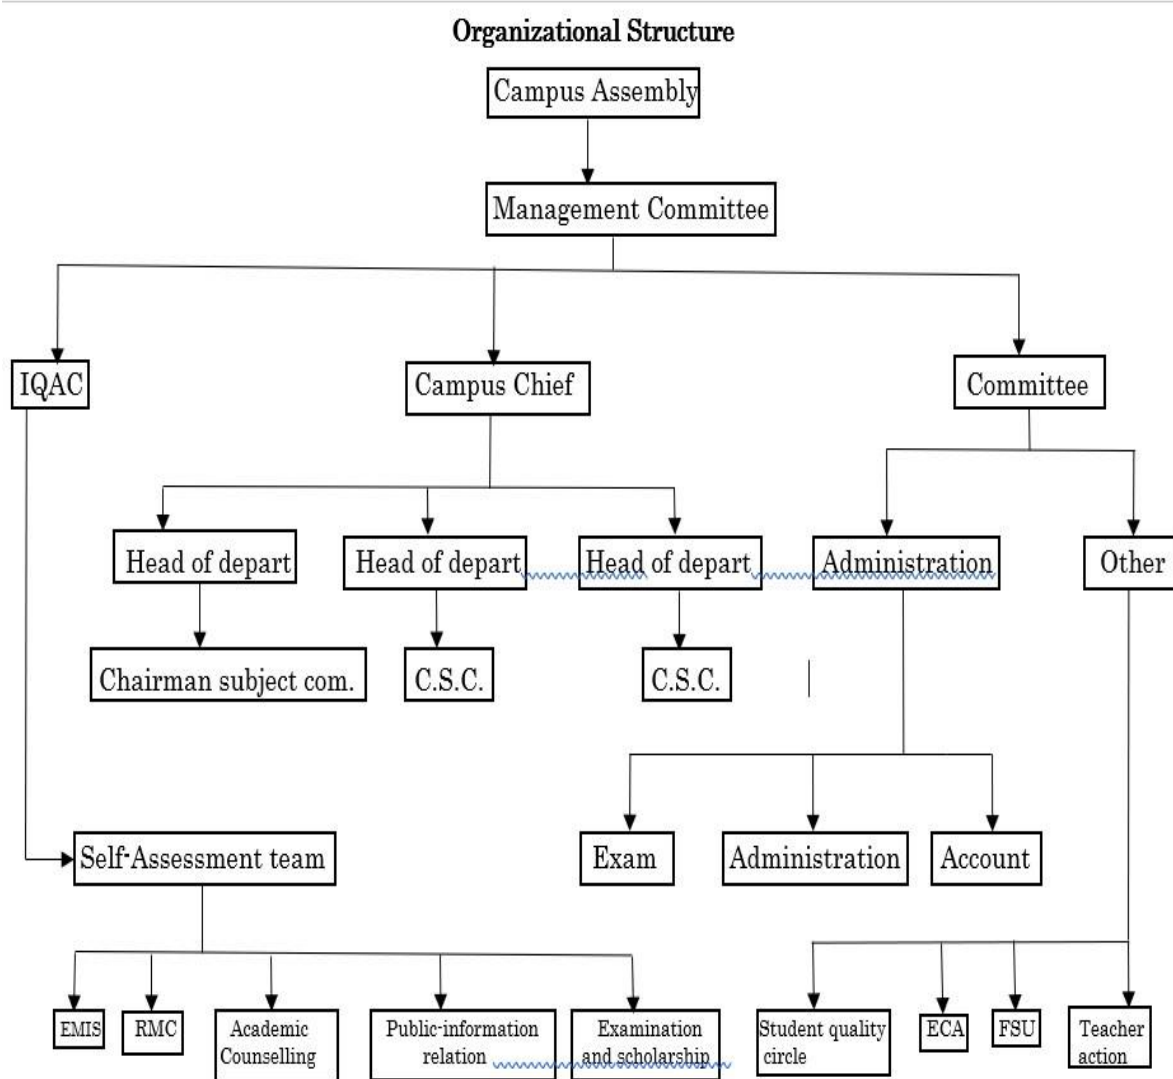 Organizational Structure
Campus Assembly
Management Committee
IQAC
Campus Chief
Committee
Head of depart
Head of depart
Head of depart
Administration
Other
Chairman subject com.
C.S.C.
C.S.C.
Self-Assessment team
Exam
Administration
Account
EMIS
RMC
Academic
Counselling
Public-information
relation
Examination
and scholarship
Student quality
circle
ECA
FSU
Teacher
action